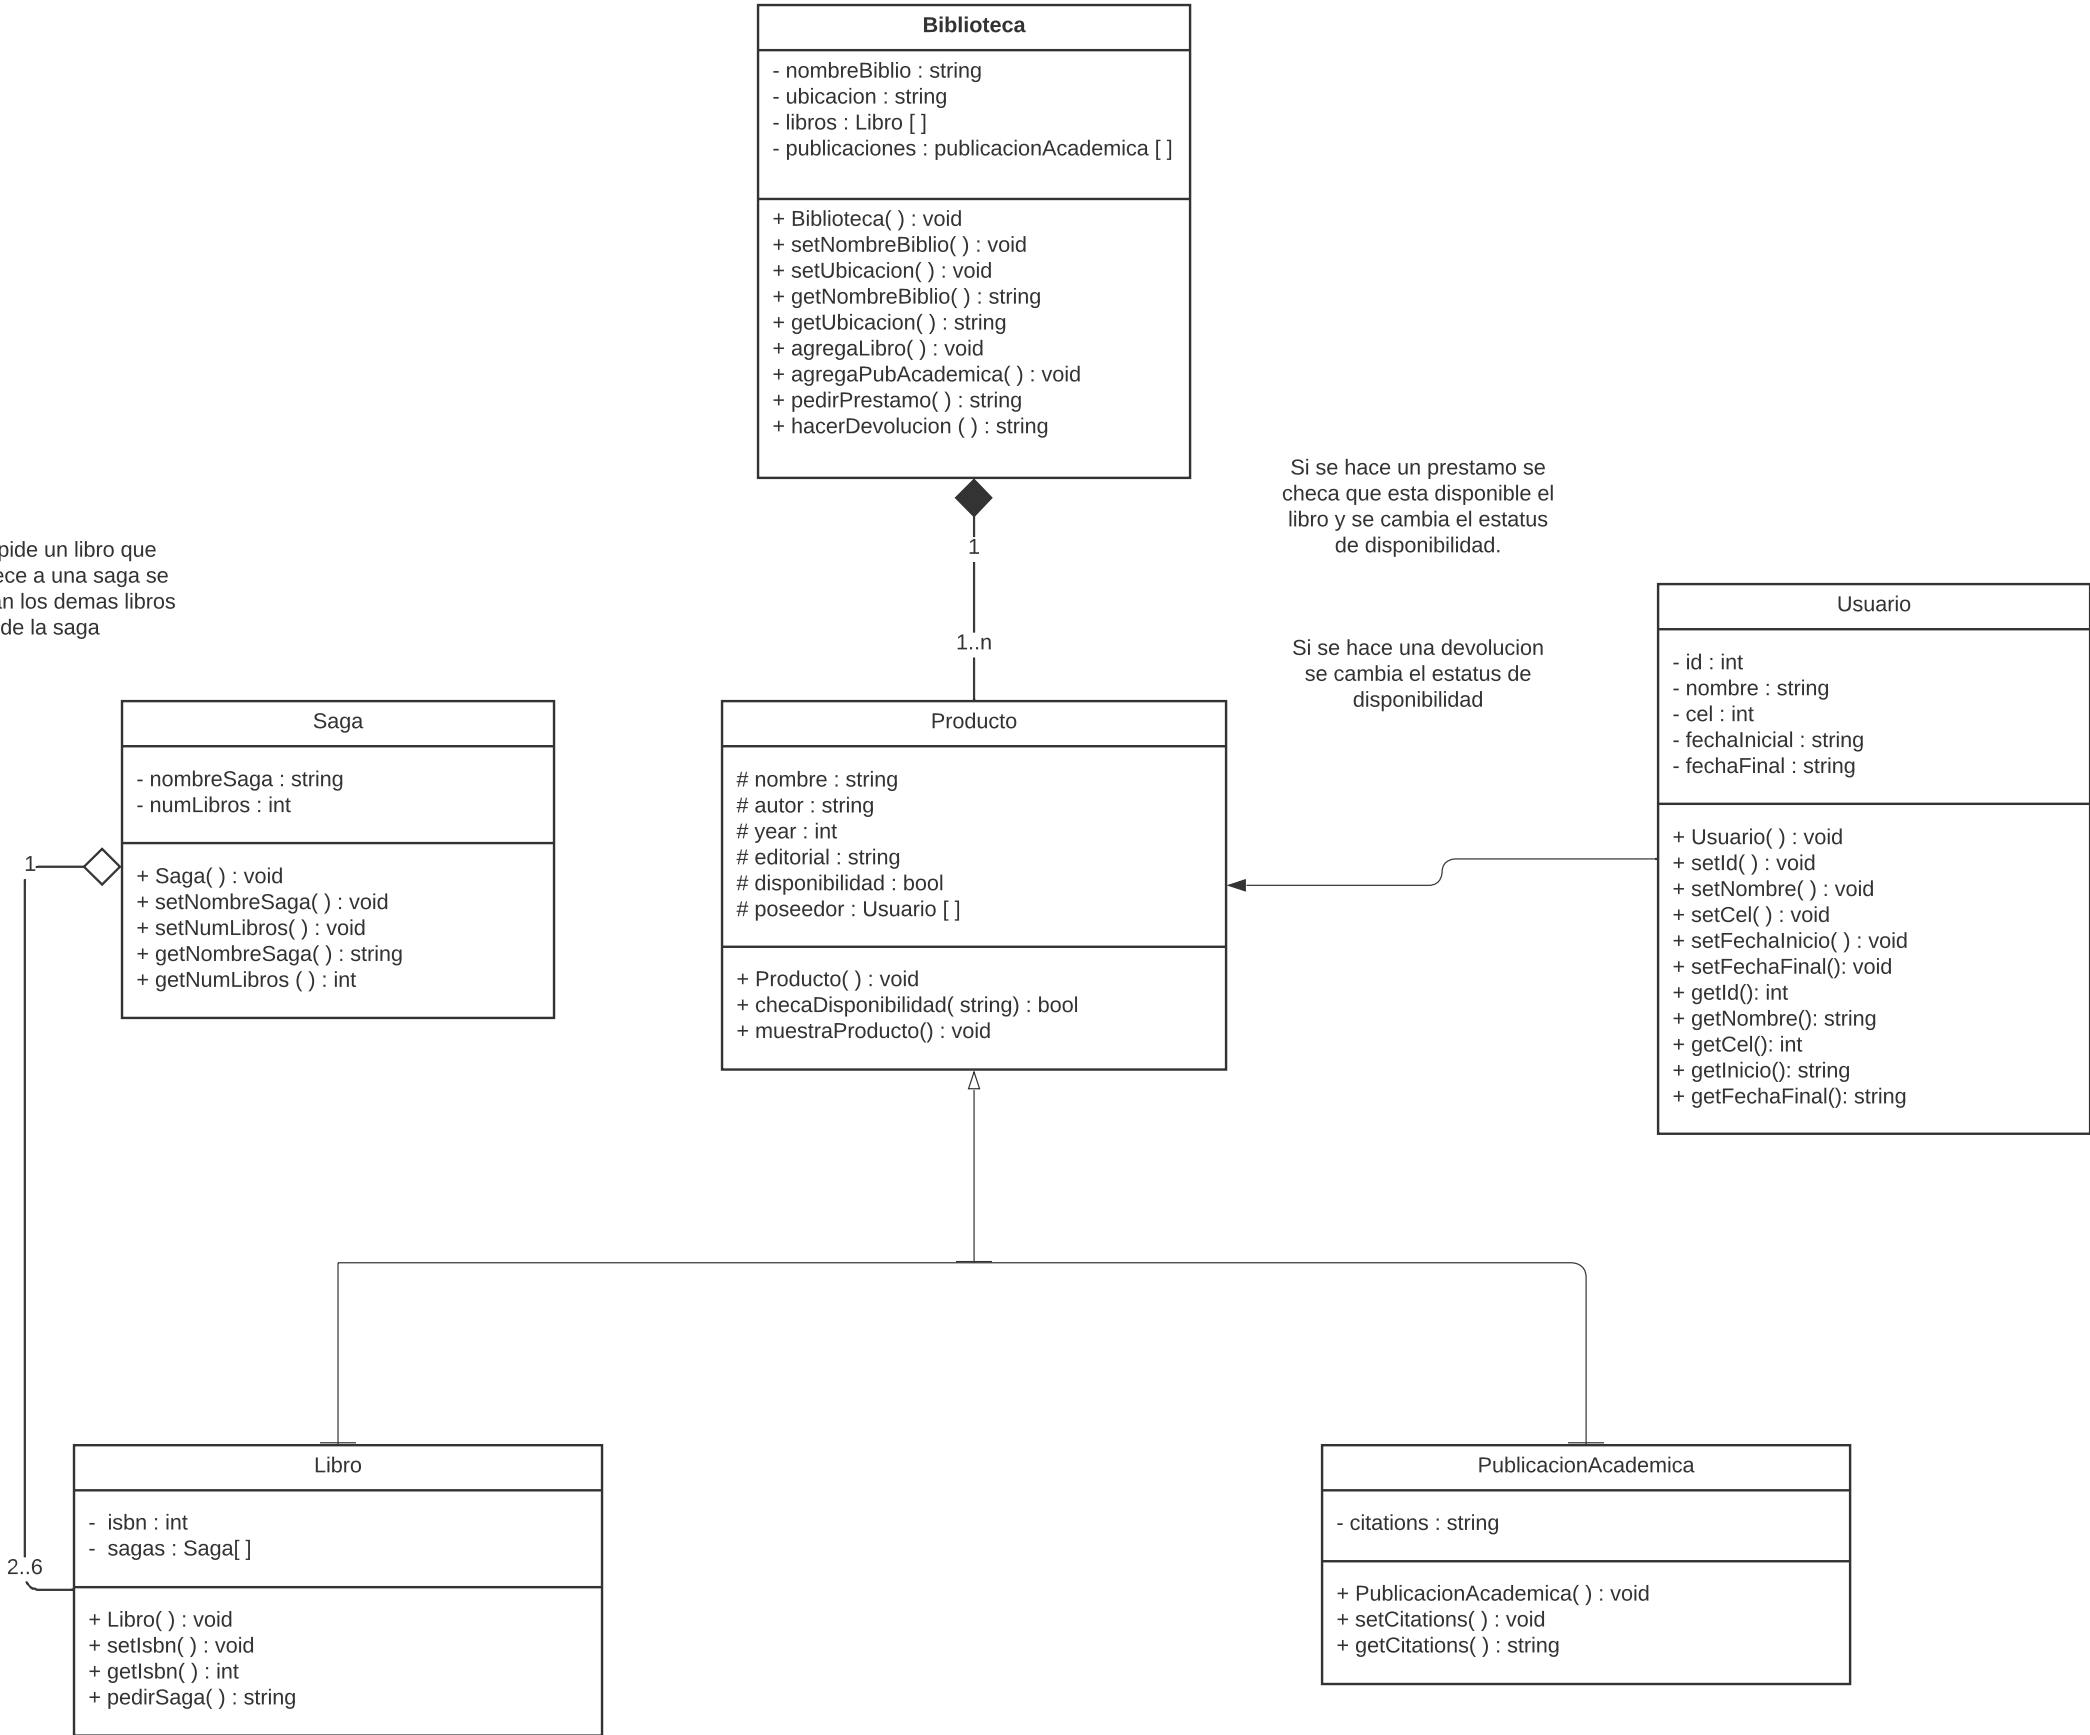 Biblioteca
- nombreBiblio : string
- ubicacion : string
- libros : Libro [ ]
- publicaciones : publicacionAcademica [ ]
+ Biblioteca( ) : void
+ setNombreBiblio( ) : void
+ setUbicacion( ) : void
+ getNombreBiblio( ) : string
+ getUbicacion( ) : string
+ agregaLibro( ) : void
+ agregaPubAcademica( ) : void
+ pedirPrestamo( ) : string
+ hacerDevolucion ( ) : string
1
1..n
Si se hace un prestamo se
checa que esta disponible el
libro y se cambia el estatus
de disponibilidad.
Si se hace una devolucion
se cambia el estatus de
disponibilidad
pide un libro que
a una saga se
los demas libros
de la saga
Saga
- nombreSaga : string
- numLibros : int
+ Saga( ) : void
+ setNombreSaga( ) : void
+ setNumLibros( ) : void
+ getNombreSaga( ) : string
+ getNumLibros ( ) : int
1
2..6
Producto
# nombre : string
# autor : string
# year : int
# editorial : string
# disponibilidad : bool
# poseedor : Usuario [ ]
+ Producto( ) : void
+ checaDisponibilidad( string) : bool
+ muestraProducto() : void
Usuario
- id : int
- nombre : string
- cel : int
- fechaInicial : string
- fechaFinal : string
+ Usuario( ) : void
+ setId( ) : void
+ setNombre( ) : void
+ setCel( ) : void
+ setFechaInicio( ) : void
+ setFechaFinal(): void
+ getId(): int
+ getNombre(): string
+ getCel(): int
+ getInicio(): string
+ getFechaFinal(): string
Libro
- isbn : int
- sagas : Saga[ ]
+ Libro( ) : void
+ setIsbn( ) : void
+ getIsbn( ) : int
+ pedirSaga( ) : string
PublicacionAcademica
- citations : string
+ PublicacionAcademica( ) : void
+ setCitations( ) : void
+ getCitations( ) : string